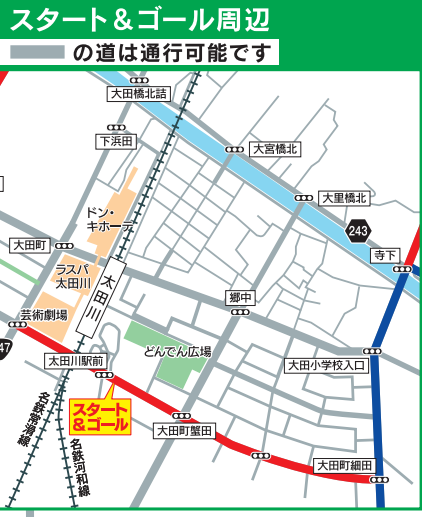 スタート&ゴール周辺
の道は通行可能です
大田橋北詰
下浜田
大宮橋北
大里橋北
ドン・
キホーテ
243
大田町
寺下
ラスパ
太田川
太田川
郷中
芸術劇場
47
どんでん広場
太田川駅前
大田小学校入口
スタート
&ゴール
大田町蟹田
大田町細田
名鉄常滑線
名鉄河和線